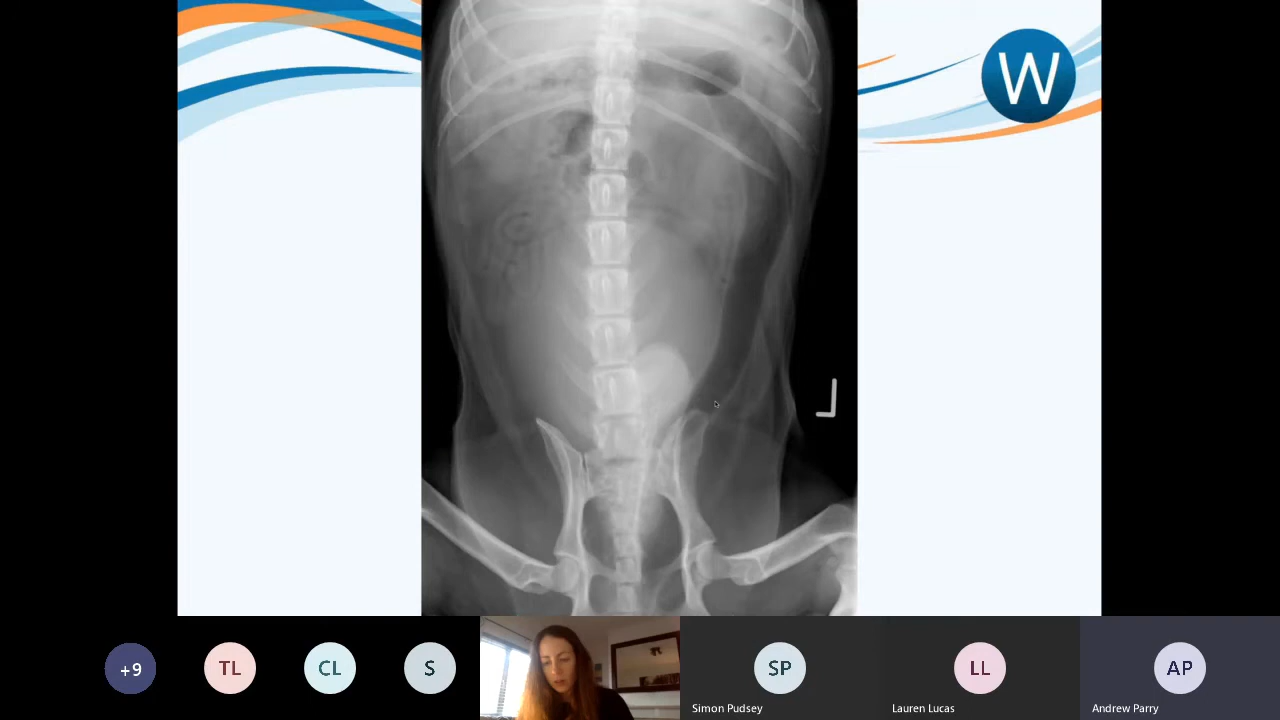 W
L
+9
TL
CL
S
SP
LL
AP
Simon Pudsey
Lauren Lucas
Andrew Parry